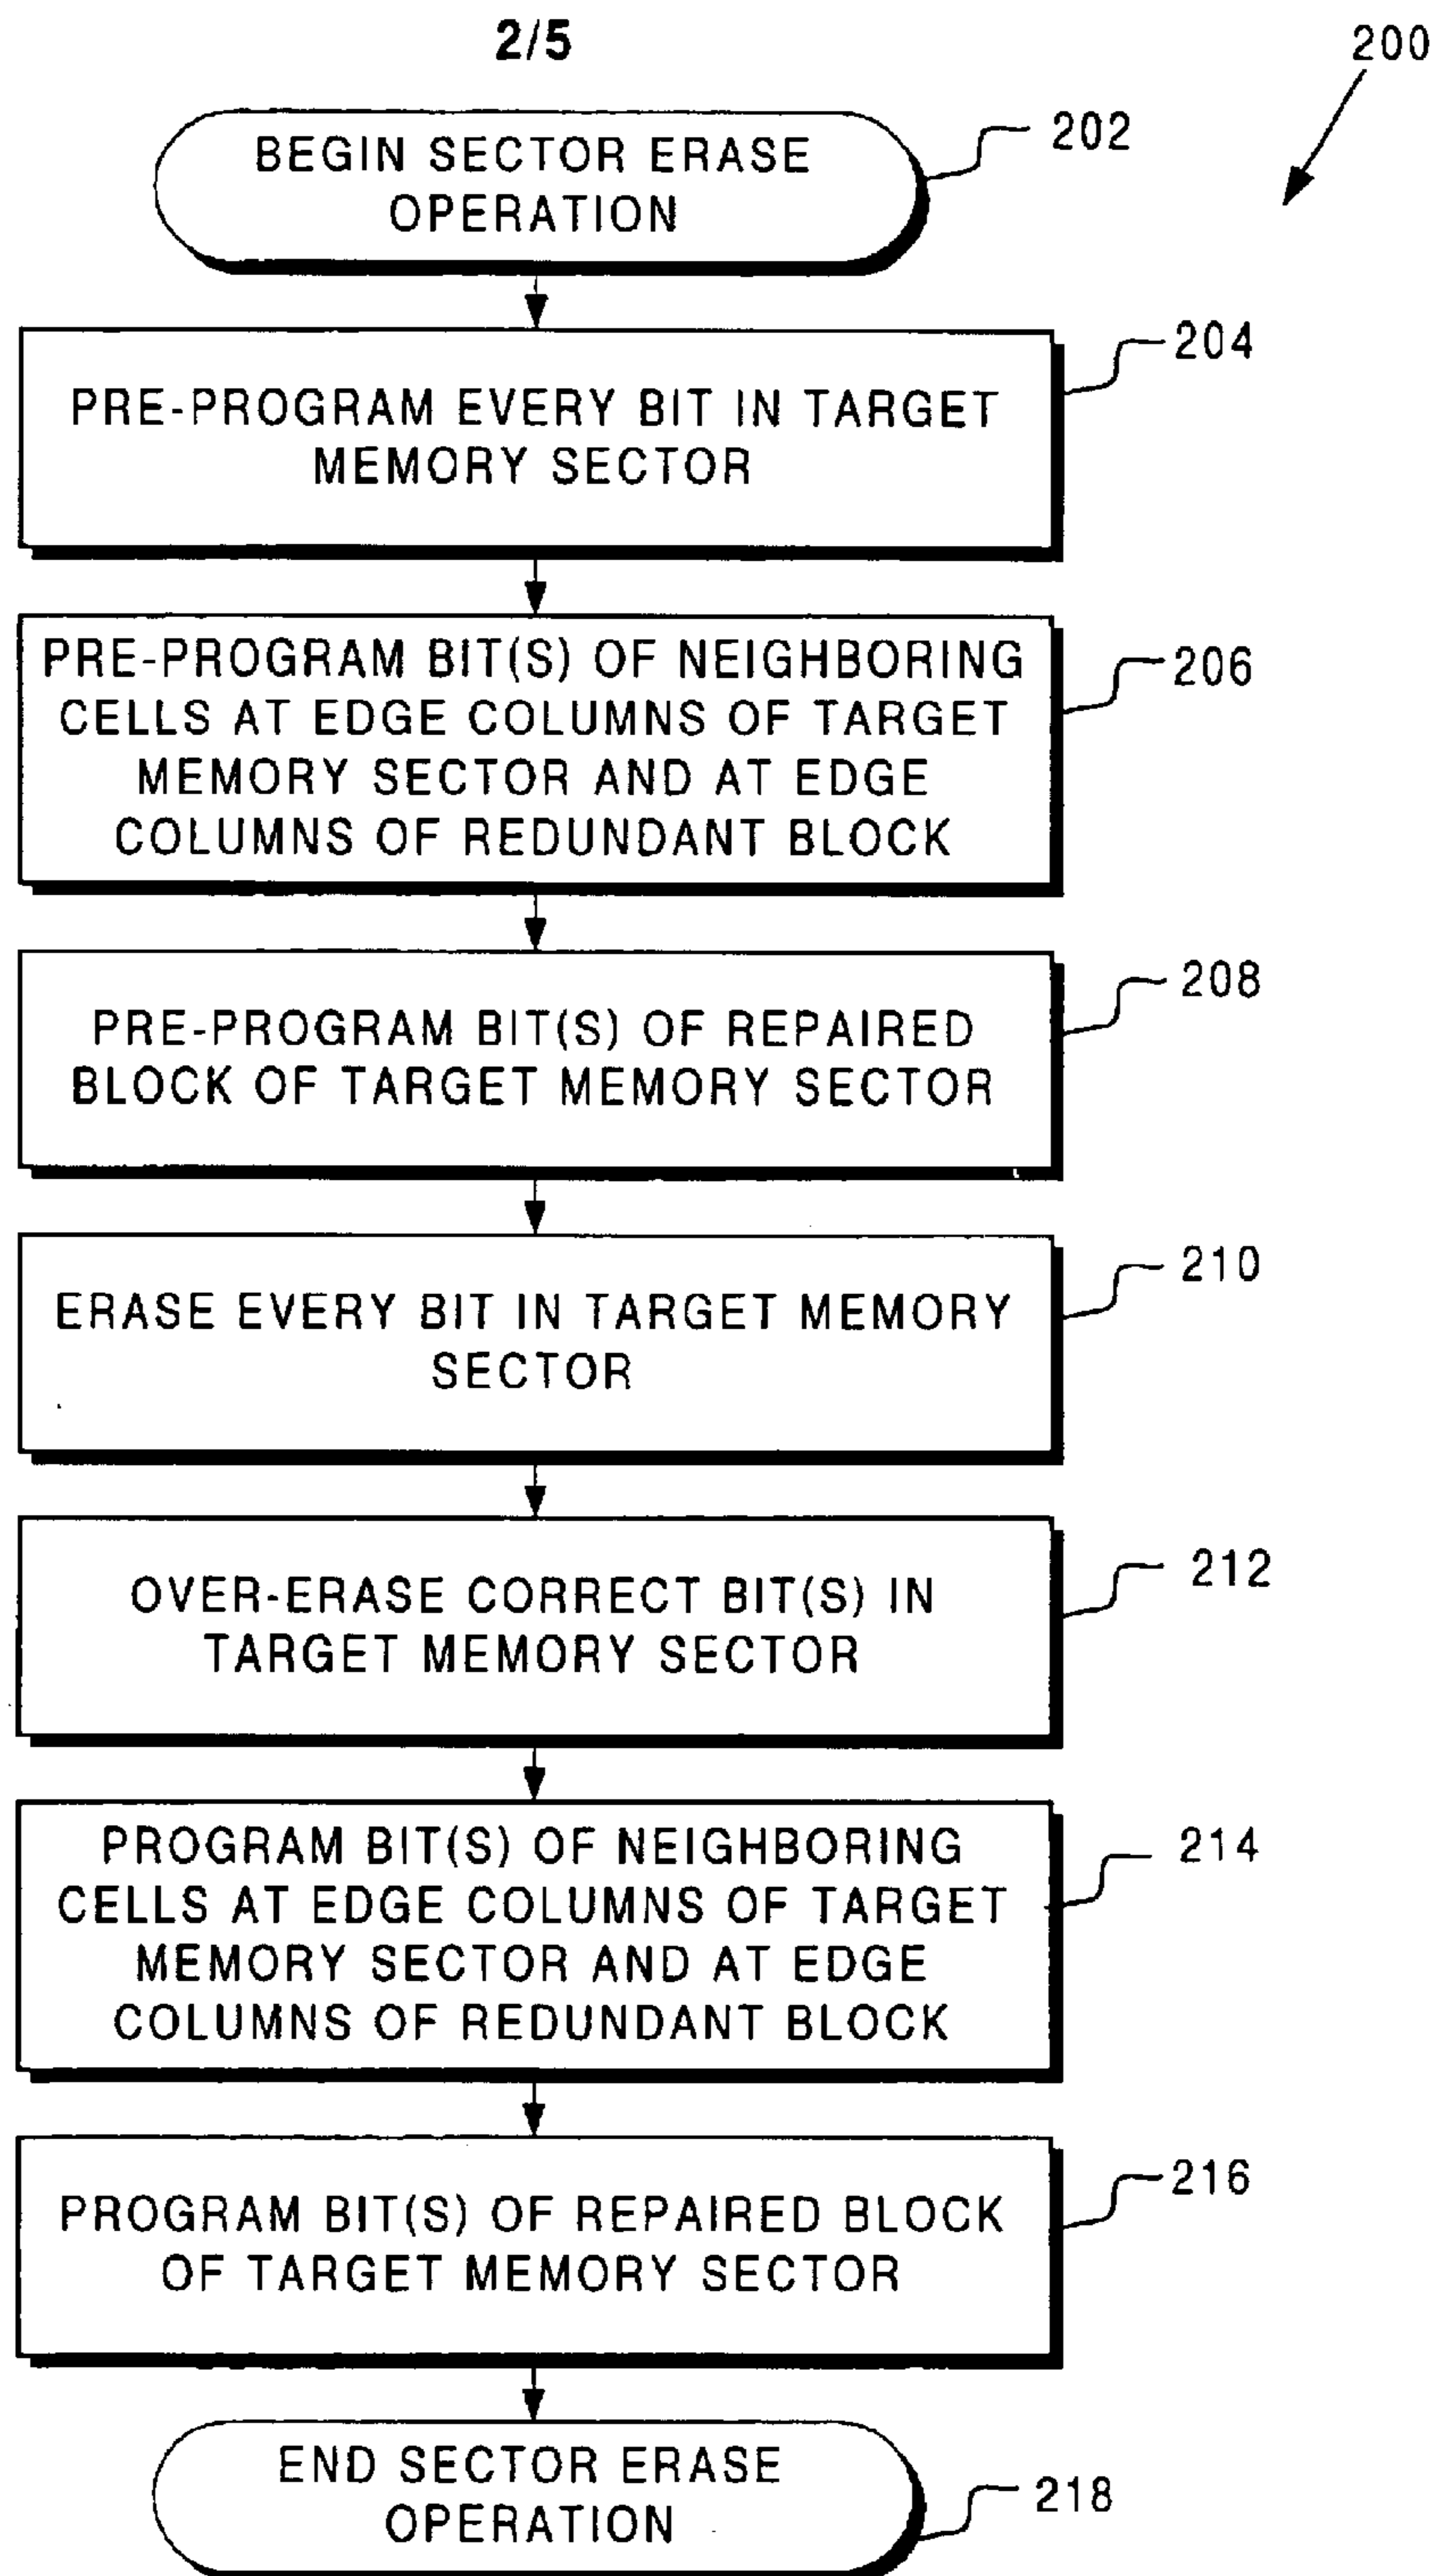 2/5
200
BEGIN SECTOR ERASE
OPERATION
202
PRE-PROGRAM EVERY BIT IN TARGET
MEMORY SECTOR
204
PRE-PROGRAM BIT(S) OF NEIGHBORING
CELLS AT EDGE COLUMNS OF TARGET
MEMORY SECTOR AND AT EDGE
COLUMNS OF REDUNDANT BLOCK
206
PRE-PROGRAM BIT(S) OF REPAIRED
BLOCK OF TARGET MEMORY SECTOR
208
ERASE EVERY BIT IN TARGET MEMORY
SECTOR
210
OVER-ERASE CORRECT BIT(S) IN
TARGET MEMORY SECTOR
212
PROGRAM BIT(S) OF NEIGHBORING
CELLS AT EDGE COLUMNS OF TARGET
MEMORY SECTOR AND AT EDGE
COLUMNS OF REDUNDANT BLOCK
214
PROGRAM BIT(S) OF REPAIRED BLOCK
OF TARGET MEMORY SECTOR
216
END SECTOR ERASE
OPERATION
218